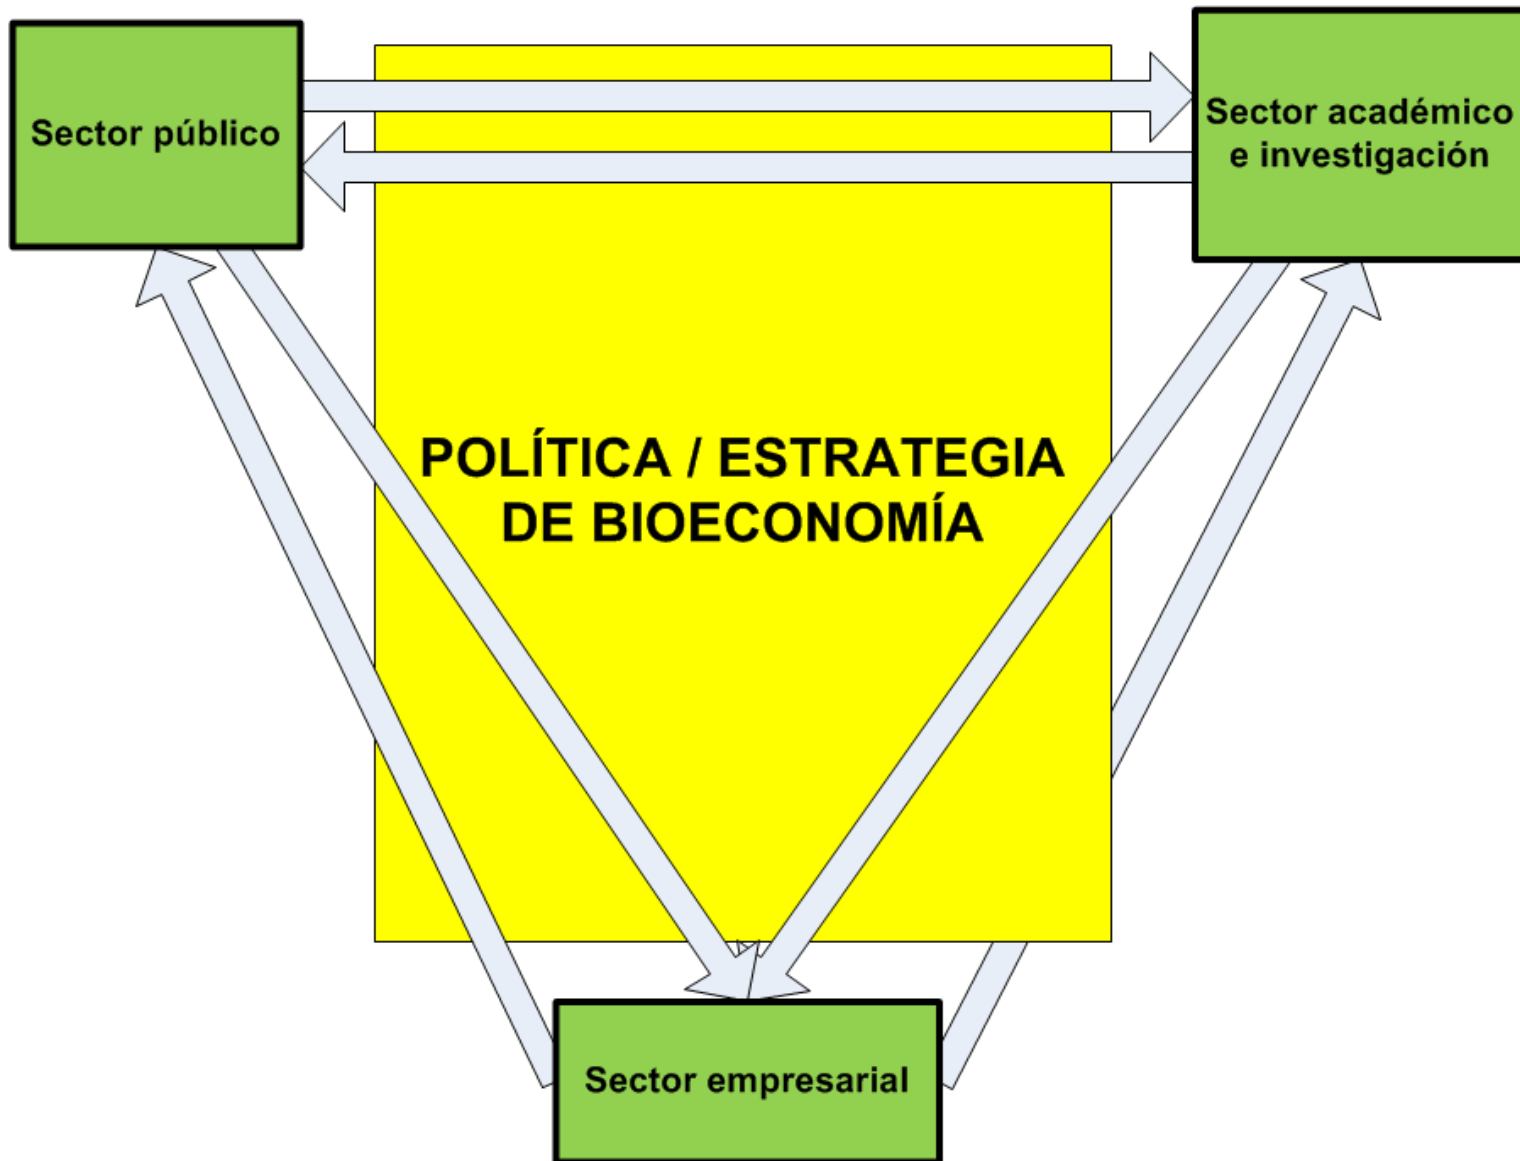 Sector público
Sector académico
e investigación
POLÍTICA / ESTRATEGIA
DE BIOECONOMÍA
Sector empresarial